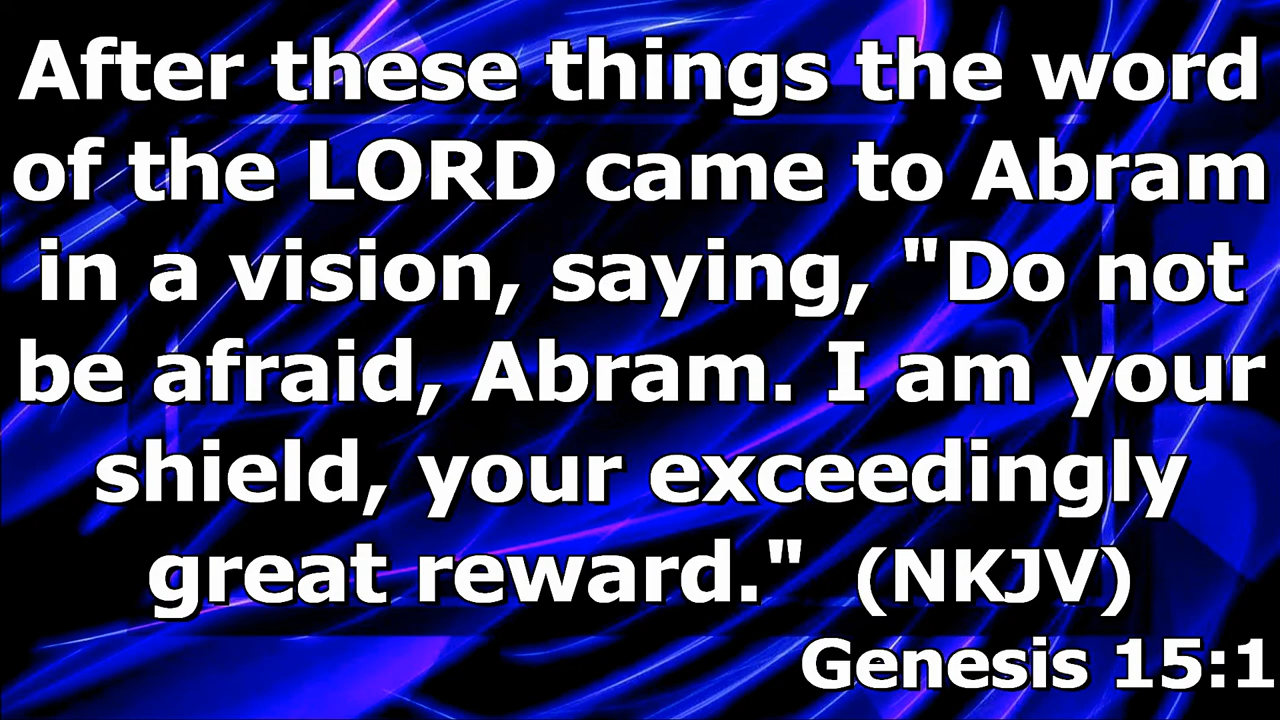 After these things the word
of the LORD came to Abram
in a vision, saying, "Do not
be afraid, Abram. I am your
shield, your exceedingly
great reward." (NKJV)
Genesis 15:1